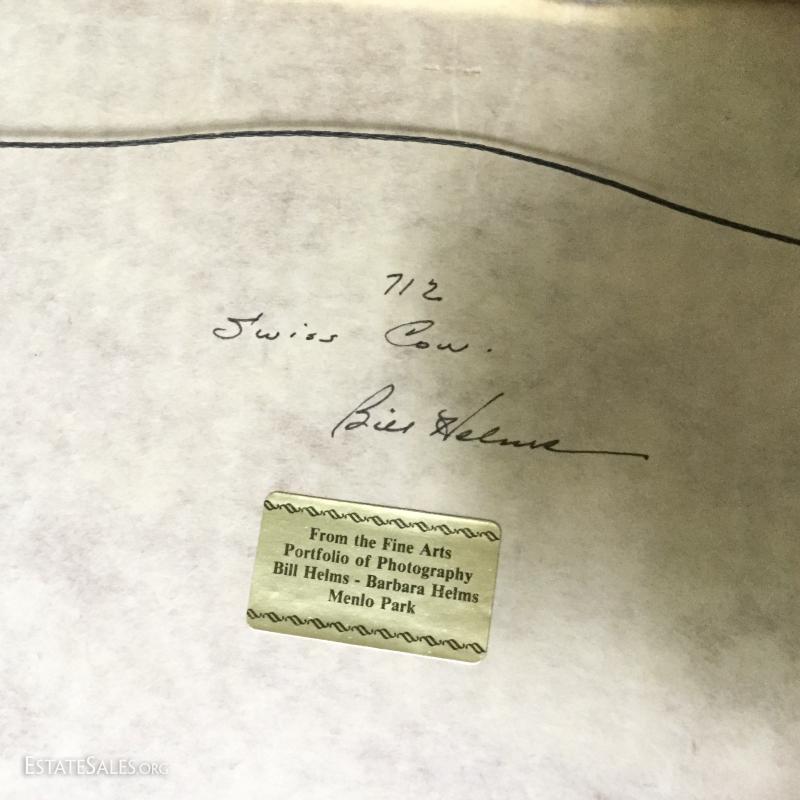 712
Swiss Cow.
Bill Helms
From the Fine Arts
Portfolio of Photography
Bill Helms - Barbara Helms
Menlo Park
ESTATESALES.ORG